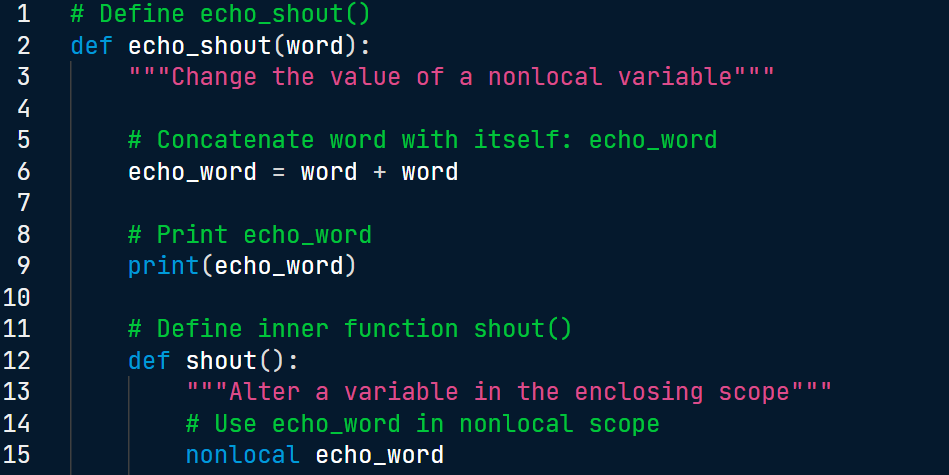 1 # Define echo_shout()
2 def echo_shout(word):
3     """Change the value of a nonlocal variable"""
4
5     # Concatenate word with itself: echo_word
6     echo_word = word + word
7
8     # Print echo_word
9     print(echo_word)
10
11     # Define inner function shout()
12     def shout():
13         """Alter a variable in the enclosing scope"""
14         # Use echo_word in nonlocal scope
15         nonlocal echo_word